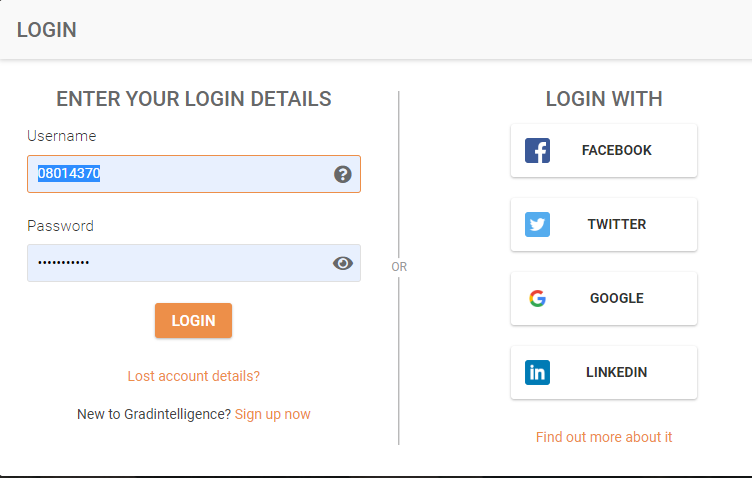 LOGIN
ENTER YOUR LOGIN DETAILS
Username
08014370
Password
•••••••••••
LOGIN
Lost account details?
New to Gradintelligence? Sign up now
OR
LOGIN WITH
FACEBOOK
TWITTER
GOOGLE
LINKEDIN
Find out more about it